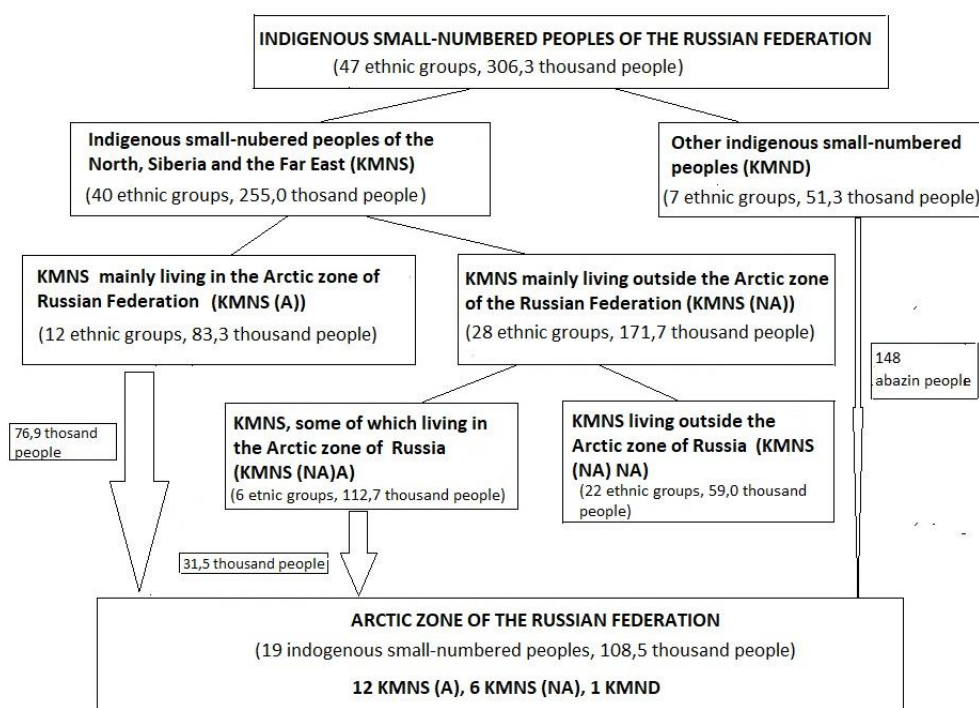 INDIGENOUS SMALL-NUMBERED PEOPLES OF THE RUSSIAN FEDERATION
(47 ethnic groups, 306,3 thousand people)
Indigenous small-nubered peoples of the
North, Siberia and the Far East (KMNS)
(40 ethnic groups, 255,0 thosand people)
Other indigenous small-numbered
peoples (KMND)
(7 ethnic groups, 51,3 thosand people)
KMNS mainly living in the Arctic zone of
Russian Federation (KMNS (A))
(12 ethnic groups, 83,3 thousand people)
KMNS mainly living outside the Arctic zone
of the Russian Federation (KMNS (NA))
(28 ethnic groups, 171,7 thousand people)
148
abazin people
76,9 thosand
people
KMNS, some of which living in
the Arctic zone of Russia
(KMNS (NA)A)
(6 etnic groups, 112,7 thousand people)
KMNS living outside the
Arctic zone of Russia (KMNS
(NA) NA)
(22 ethnic groups, 59,0 thousand
people)
31,5 thousand people
ARCTIC ZONE OF THE RUSSIAN FEDERATION
(19 indogenous small-numbered peoples, 108,5 thousand people)
12 KMNS (A), 6 KMNS (NA), 1 KMND